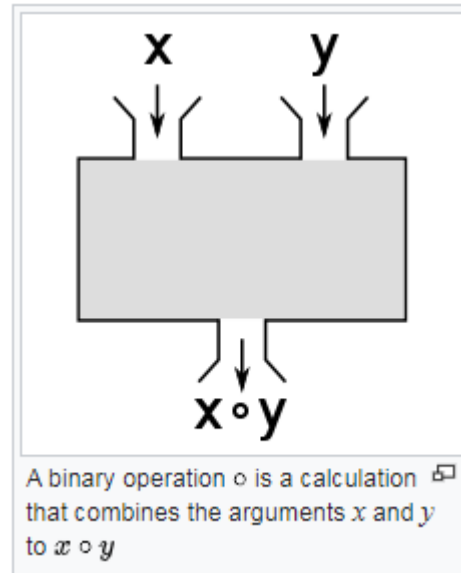 x y
x∘y
A binary operation ∘ is a calculation
that combines the arguments x and y
to x ∘ y